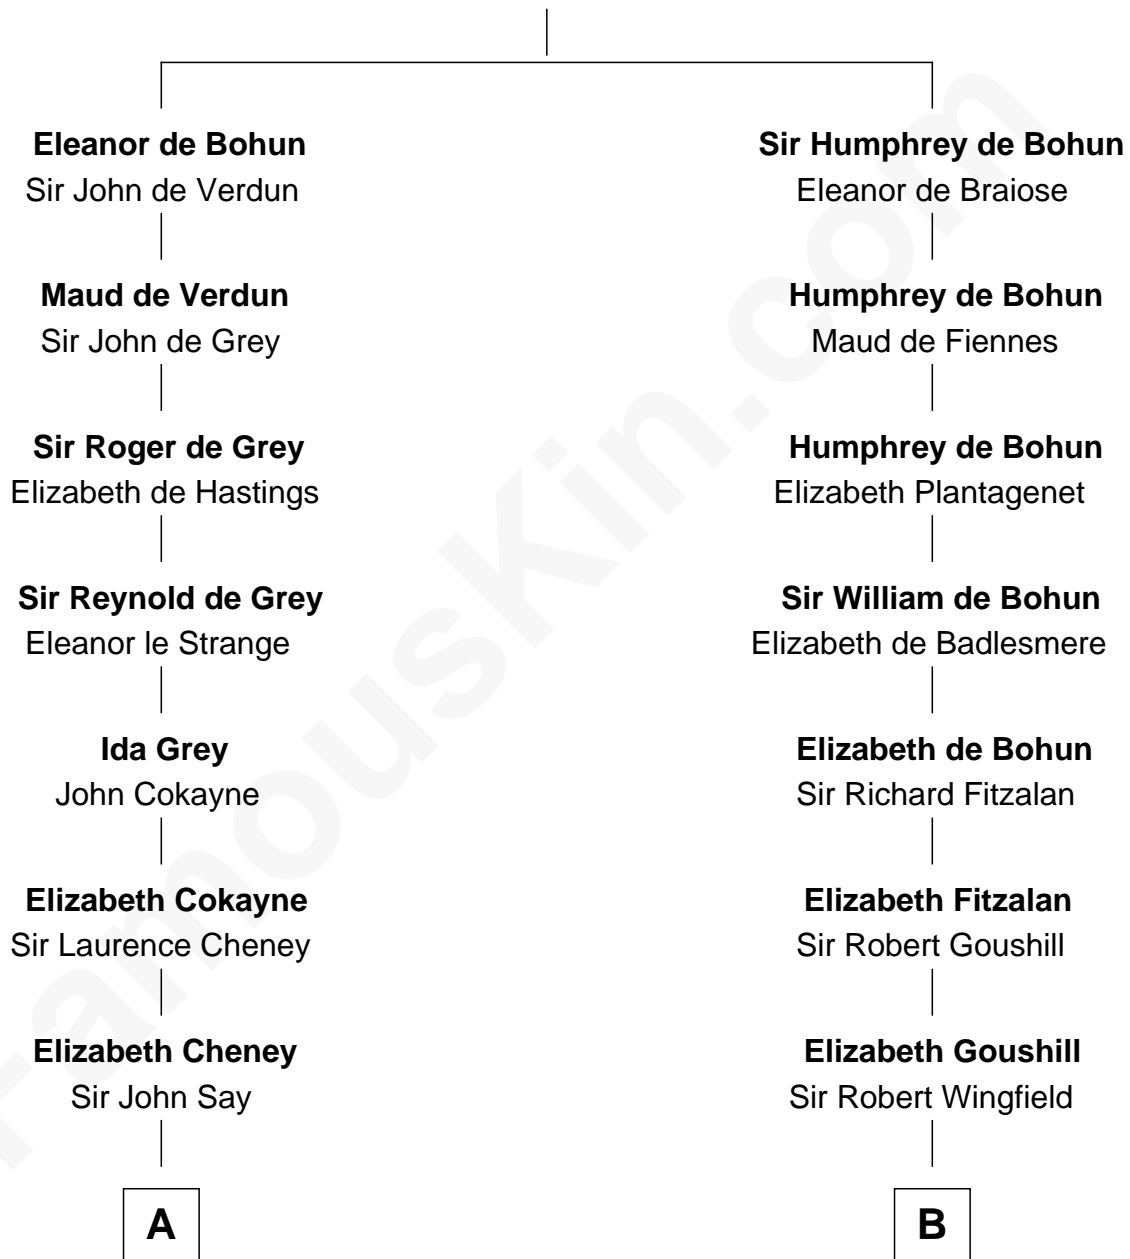 Eleanor de Bohun
Sir John de Verdun
Maud de Verdun
Sir John de Grey
Sir Roger de Grey
Elizabeth de Hastings
Sir Reynold de Grey
Eleanor le Strange
Ida Grey
John Cokayne
Elizabeth Cokayne
Sir Laurence Cheney
Elizabeth Cheney
Sir John Say
A
Sir Humphrey de Bohun
Eleanor de Braiose
Humphrey de Bohun
Maud de Fiennes
Humphrey de Bohun
Elizabeth Plantagenet
Sir William de Bohun
Elizabeth de Badlesmere
Elizabeth de Bohun
Sir Richard Fitzalan
Elizabeth Fitzalan
Sir Robert Goushill
Elizabeth Goushill
Sir Robert Wingfield
B
FamousKin.com